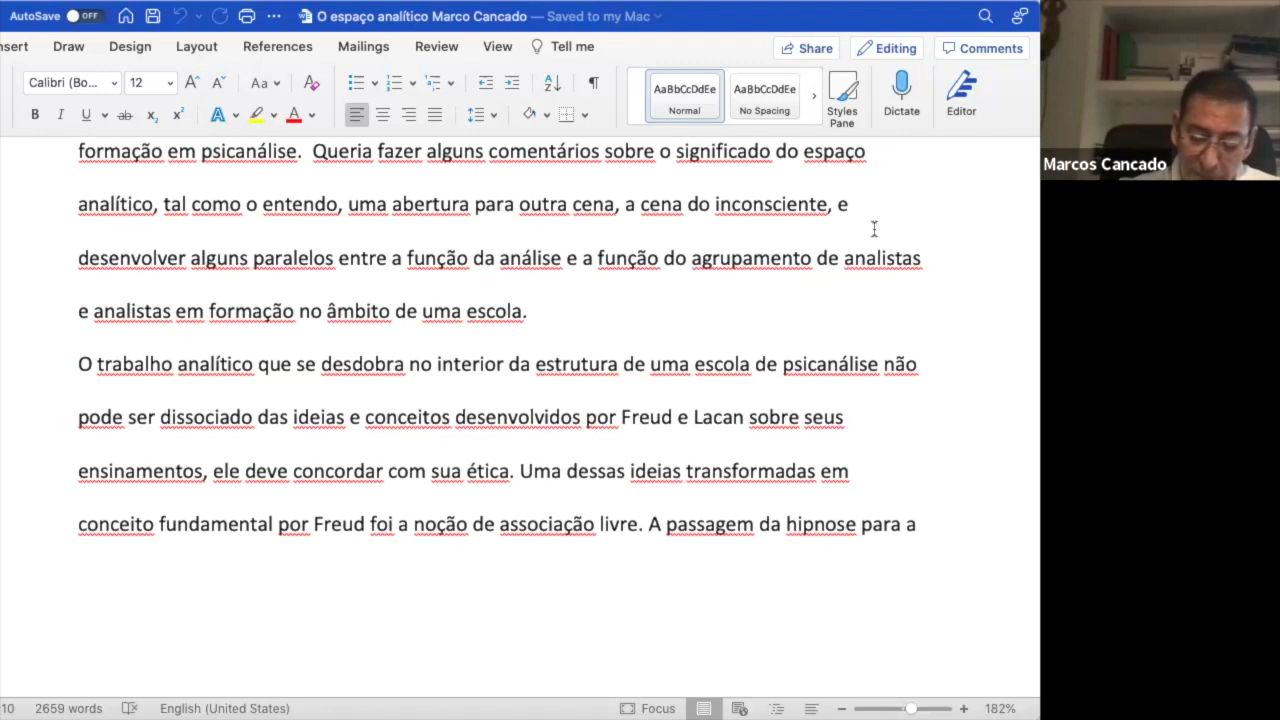 AutoSave OFF O espaço analítico Marco Cancado — Saved to my Mac
nsert Draw Design Layout References Mailings Review View Tell me Share Editing Comments
Calibri (Bo... 12 A A Aa A AaBbCcDdEe AaBbCcDdEe
Normal No Spacing Styles Pane Dictate Editor
B I U ab x₂ x² A A
Marcos Cancado
formação em psicanálise. Queria fazer alguns comentários sobre o significado do espaço
analítico, tal como o entendo, uma abertura para outra cena, a cena do inconsciente, e
desenvolver alguns paralelos entre a função da análise e a função do agrupamento de analistas
e analistas em formação no âmbito de uma escola.
O trabalho analítico que se desdobra no interior da estrutura de uma escola de psicanálise não
pode ser dissociado das ideias e conceitos desenvolvidos por Freud e Lacan sobre seus
ensinamentos, ele deve concordar com sua ética. Uma dessas ideias transformadas em
conceito fundamental por Freud foi a noção de associação livre. A passagem da hipnose para a
10 2659 words English (United States) Focus 182%